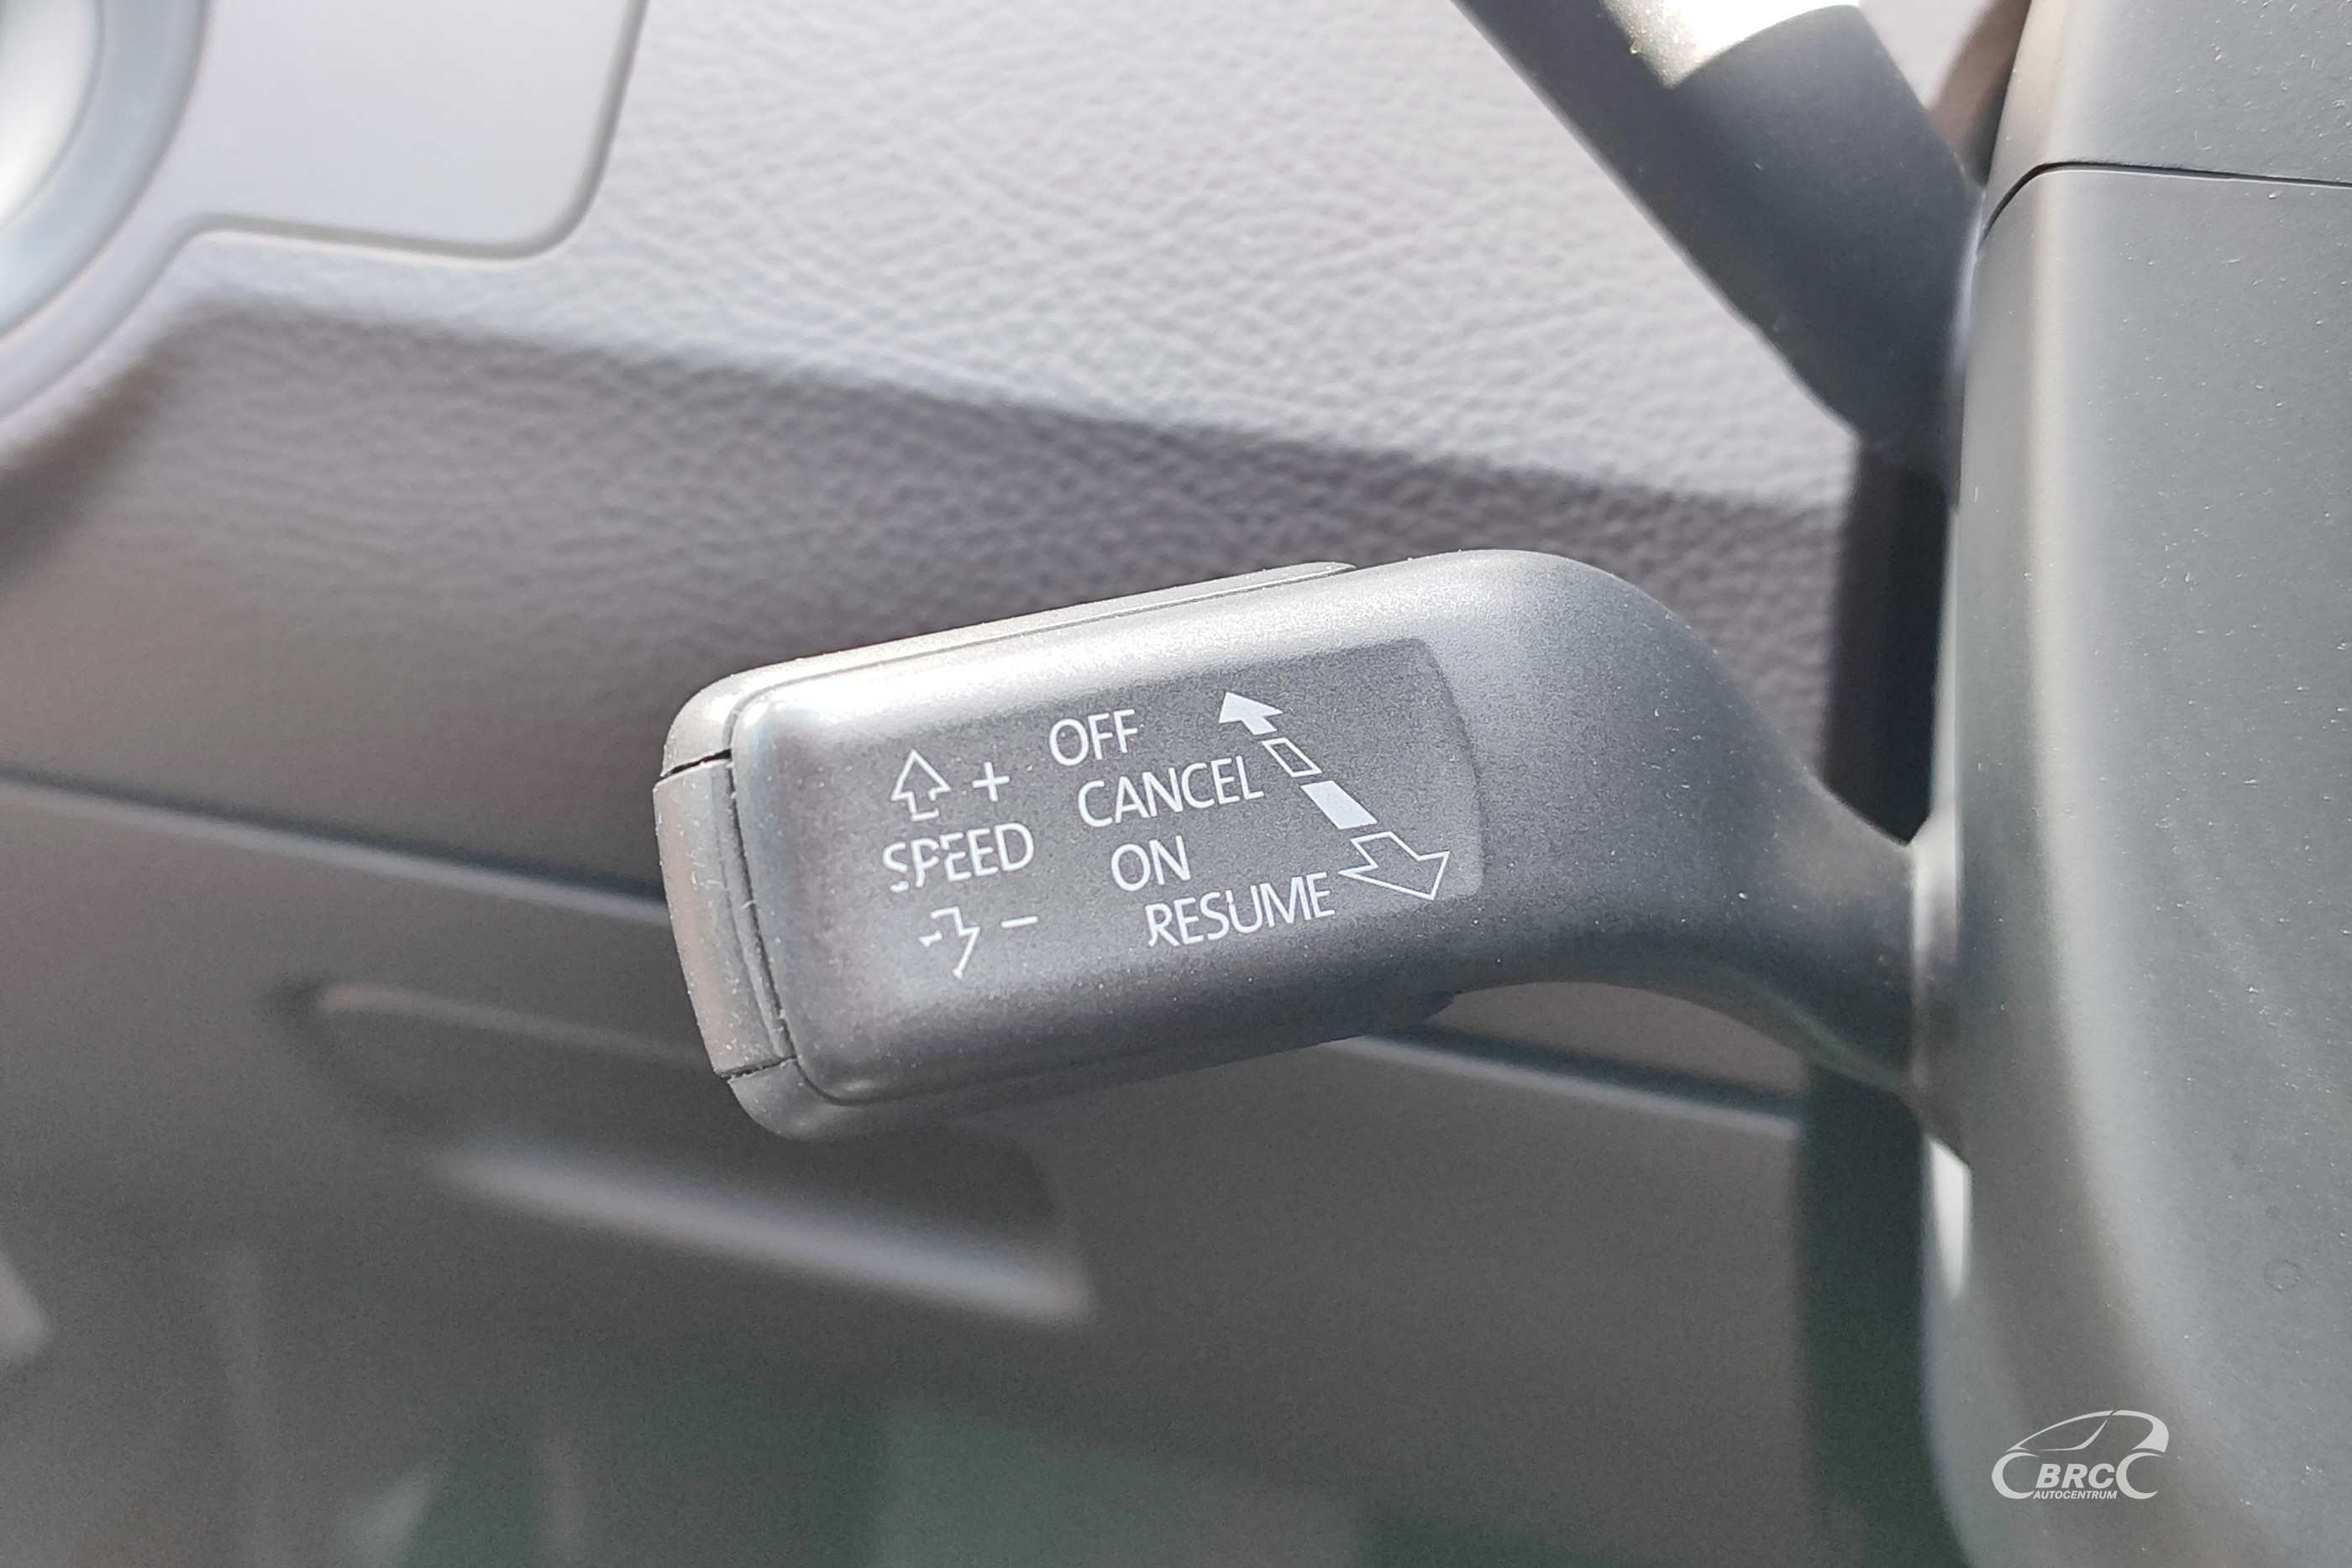 + OFF
CANCEL
SPEED ON
- RESUME
BRC
AUTOCENTRUM